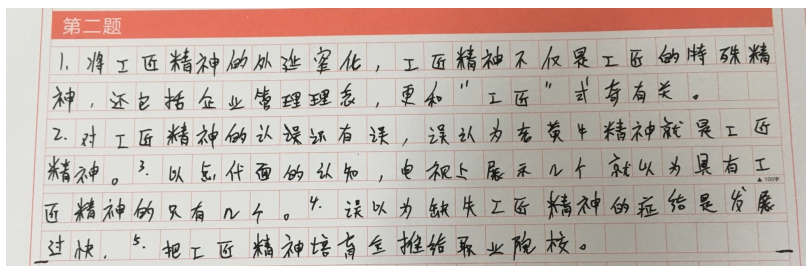 第二题
1. 将工匠精神的外延窄化，工匠精神不仅是工匠的特殊精
神，还包括企业管理理念，更和“工匠”式有关。
2. 对工匠精神的认误还有误，误认为老黄牛精神就是工匠
精神。3. 以点代面的认知，电视上展示几个就以为具有工
▲100字
匠精神的只有几个。4. 误以为缺失工匠精神的症结是发展
过快，5. 把工匠精神培育全推给职业院校。